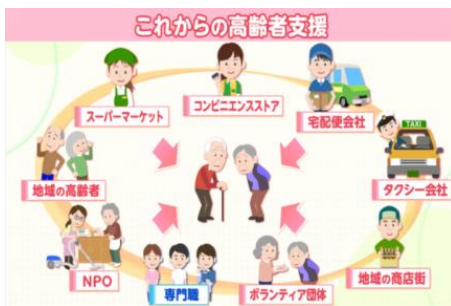 これからの高齢者支援
スーパーマーケット
コンビニエンスストア
宅配便会社
地域の高齢者
TAXI
タクシー会社
NPO
専門職
ボランティア団体
地域の商店街